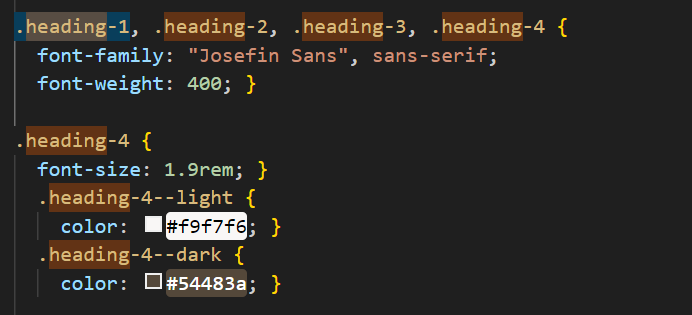 .heading-1, .heading-2, .heading-3, .heading-4 {
  font-family: "Josefin Sans", sans-serif;
  font-weight: 400; }

.heading-4 {
  font-size: 1.9rem; }
  .heading-4--light {
    color: #f9f7f6; }
  .heading-4--dark {
    color: #54483a; }